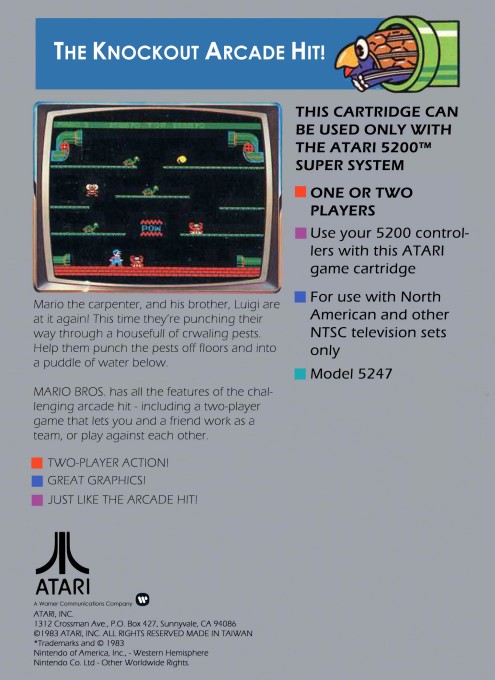 THE KNOCKOUT ARCADE HIT!
POW
Mario the carpenter, and his brother, Luigi are
at it again! This time they're punching their
way through a housefull of crwaling pests.
Help them punch the pests off floors and into
a puddle of water below.
MARIO BROS. has all the features of the chal-
lenging arcade hit - including a two-player
game that lets you and a friend work as a
team, or play against each other.
TWO-PLAYER ACTION!
GREAT GRAPHICS!
JUST LIKE THE ARCADE HIT!
THIS CARTRIDGE CAN
BE USED ONLY WITH
THE ATARI 5200™
SUPER SYSTEM
ONE OR TWO
PLAYERS
Use your 5200 control-
lers with this ATARI
game cartridge
For use with North
American and other
NTSC television sets
only
Model 5247
ATARI
A Warner Communications Company
ATARI, INC.
1312 Crossman Ave., P.O. Box 427, Sunnyvale, CA 94086
©1983 ATARI, INC. ALL RIGHTS RESERVED MADE IN TAIWAN
*Trademarks and © 1983
Nintendo of America, Inc., - Western Hemisphere
Nintendo Co. Ltd - Other Worldwide Rights